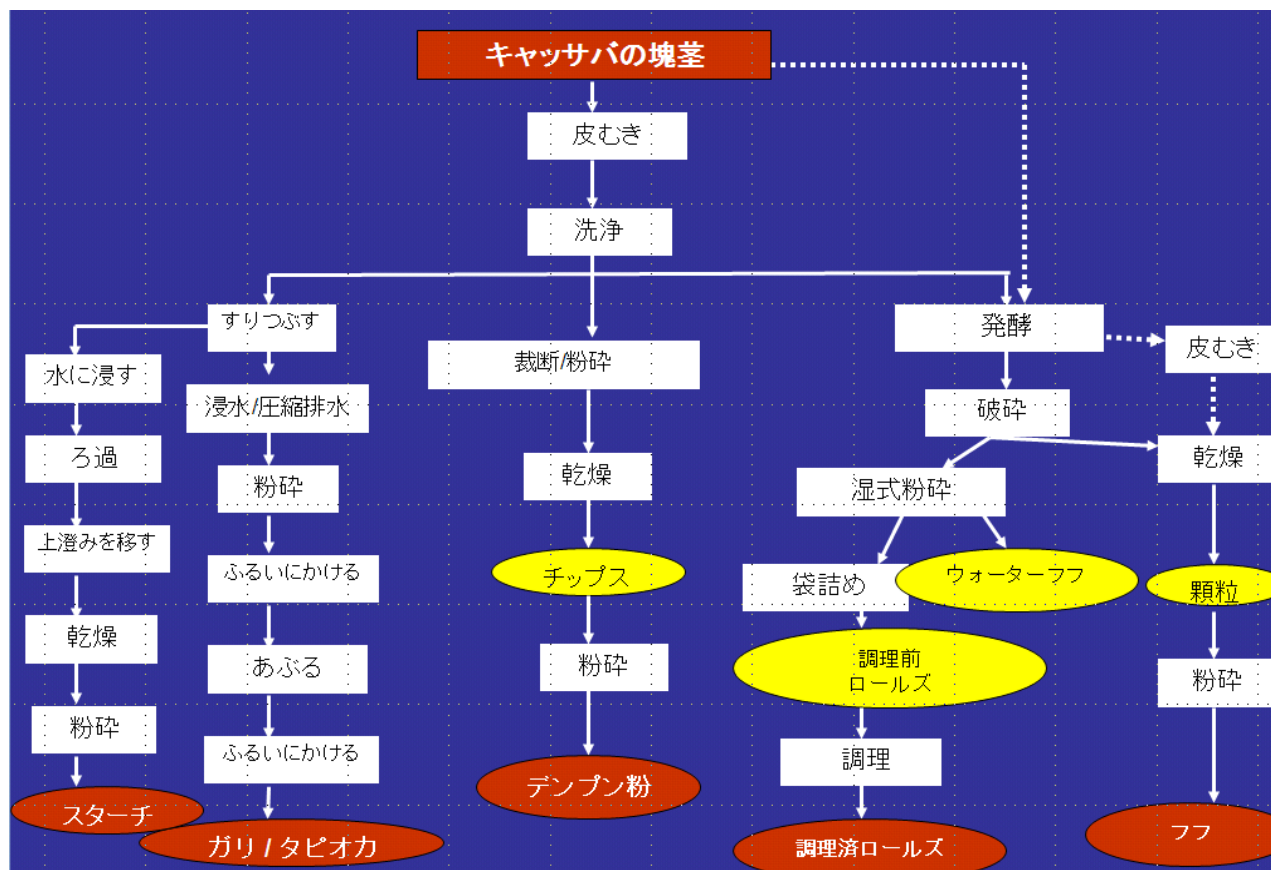 キャッサバの塊茎
皮むき
洗浄
すりつぶす
水に浸す
ろ過
上澄みを移す
乾燥
粉砕
スターチ
浸水/圧縮排水
粉砕
ふるいにかける
あぶる
ふるいにかける
ガリ / タピオカ
裁断/粉砕
乾燥
チップス
粉砕
デンプン粉
発酵
破砕
湿式粉砕
袋詰め
調理前
ロールズ
調理
調理済ロールズ
ウォーターフフ
皮むき
乾燥
顆粒
粉砕
フフ